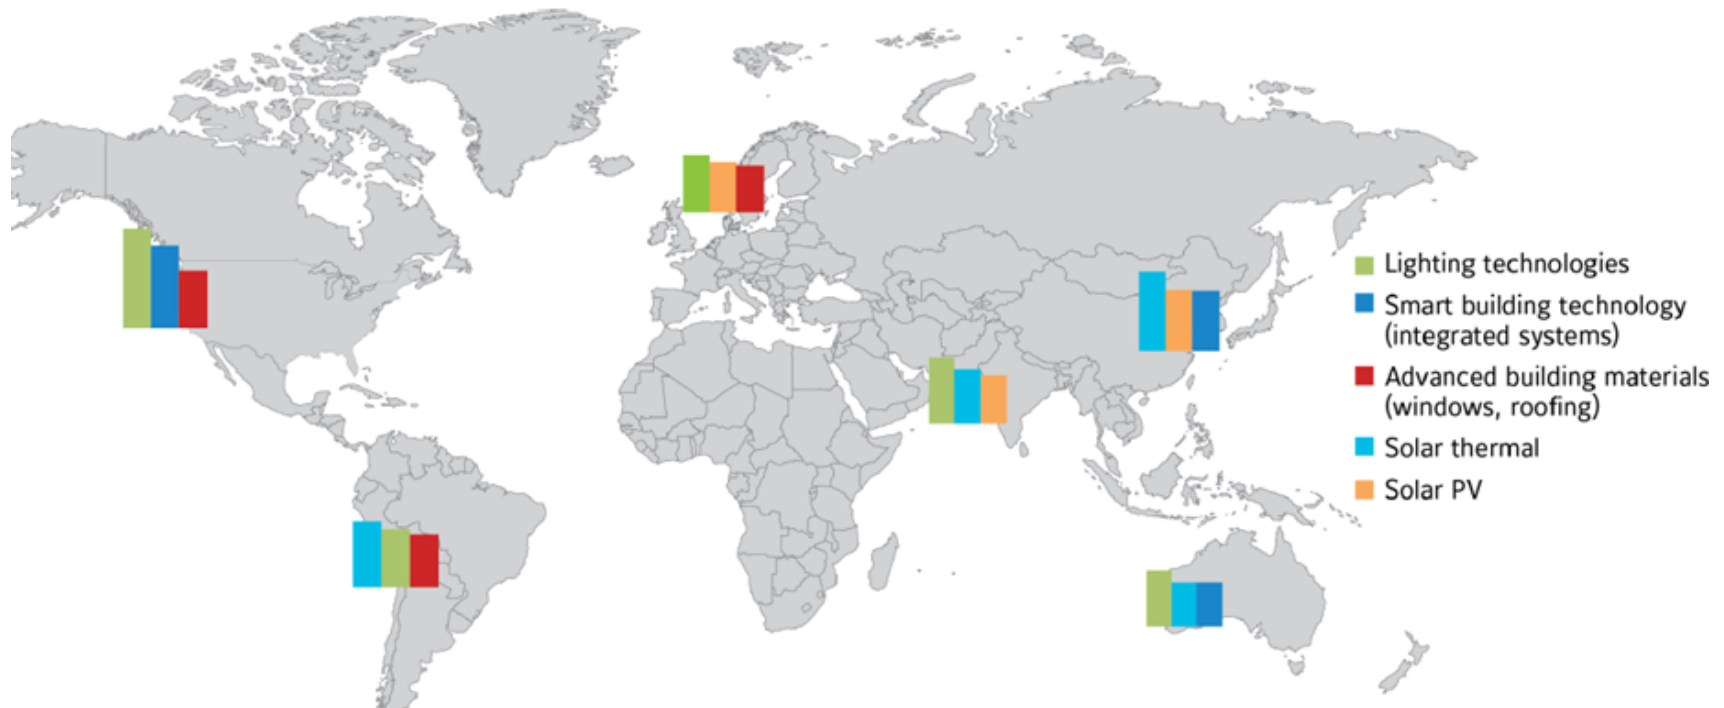 Lighting technologies
Smart building technology
(integrated systems)
Advanced building materials
(windows, roofing)
Solar thermal
Solar PV